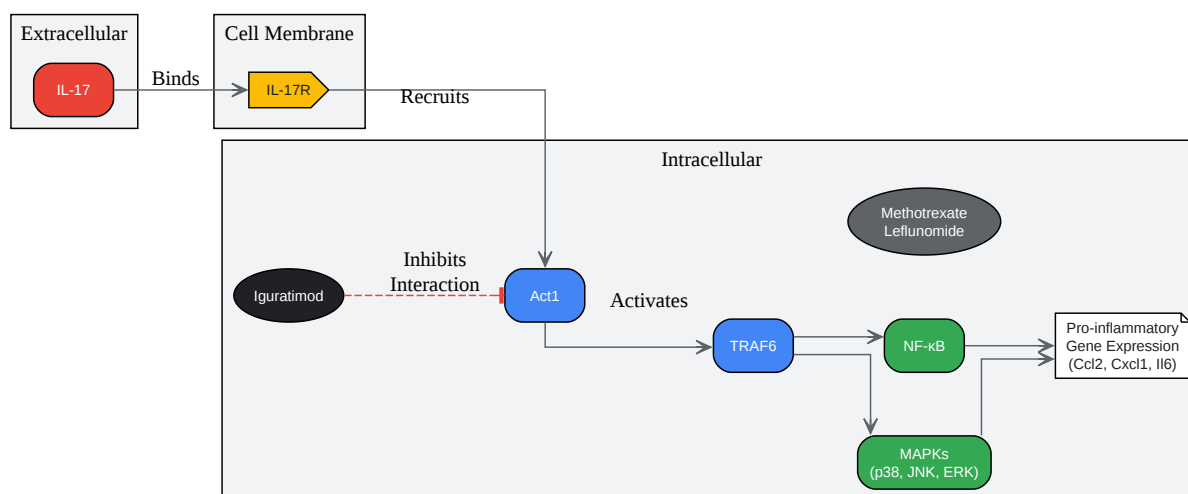 Extracellular
Cell Membrane
IL-17
Binds
IL-17R
Recruits
Intracellular
Methotrexate
Leflunomide
Iguratimod
Inhibits
Interaction
Act1
Activates
TRAF6
NF-κB
Pro-inflammatory
Gene Expression
(Ccl2, Cxcl1, Il6)
MAPKs
(p38, JNK, ERK)